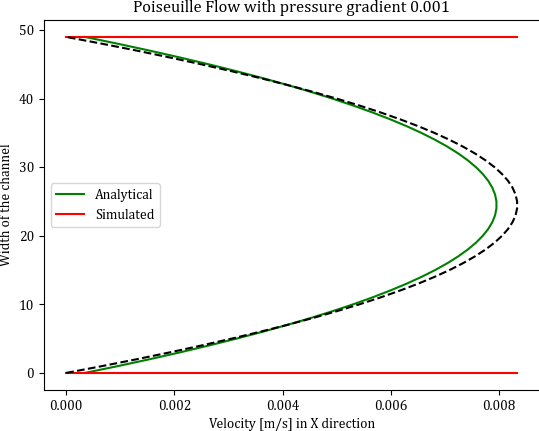 Poiseuille Flow with pressure gradient 0.001
50
40
30
20
10
0
Width of the channel
Analytical
Simulated
0.000 0.002 0.004 0.006 0.008
Velocity [m/s] in X direction